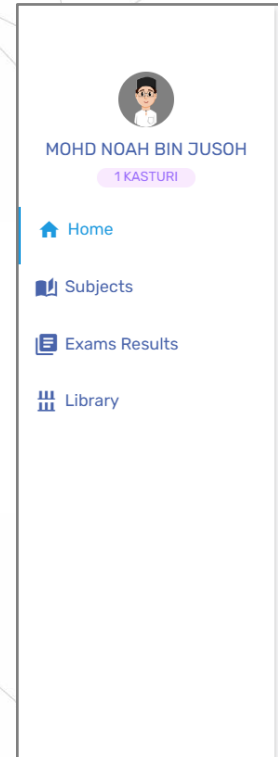 MOHD NOAH BIN JUSOH
1 KASTURI
Home
Subjects
Exams Results
Library